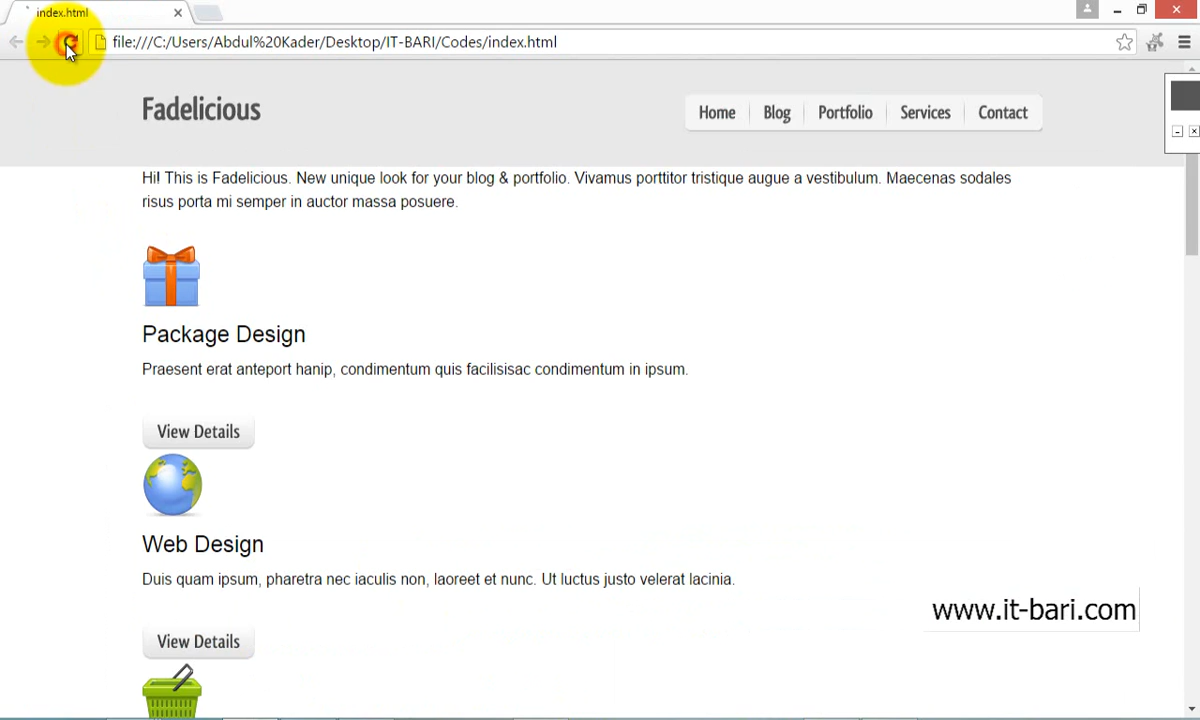 index.html
file:///C:/Users/Abdul%20Kader/Desktop/IT-BARI/Codes/index.html
Fadelicious
Home Blog Portfolio Services Contact
Hi! This is Fadelicious. New unique look for your blog & portfolio. Vivamus porttitor tristique augue a vestibulum. Maecenas sodales
risus porta mi semper in auctor massa posuere.
Package Design
Praesent erat anteport hanip, condimentum quis facilisisac condimentum in ipsum.
View Details
Web Design
Duis quam ipsum, pharetra nec iaculis non, laoreet et nunc. Ut luctus justo velerat lacinia.
www.it-bari.com
View Details